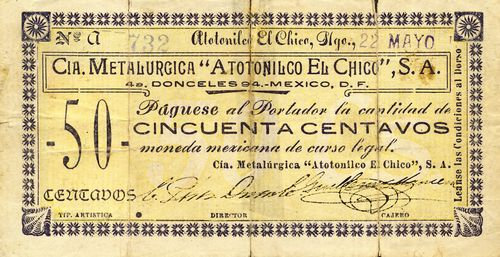 No. A 732 Atotonilco El Chico, Hgo., 22 MAYO
CIA. METALURGICA "ATOTONILCO EL CHICO", S. A.
4a. DONCELES 94.-MEXICO, D. F.
Páguese al Portador la cantidad de
-50- CINCUENTA CENTAVOS
moneda mexicana de curso legal.
Cía. Metalúrgica "Atotonilco El Chico", S. A.
CENTAVOS
TIP. ARTISTICA DIRECTOR CAJERO
Léanse las Condiciones al Dorso